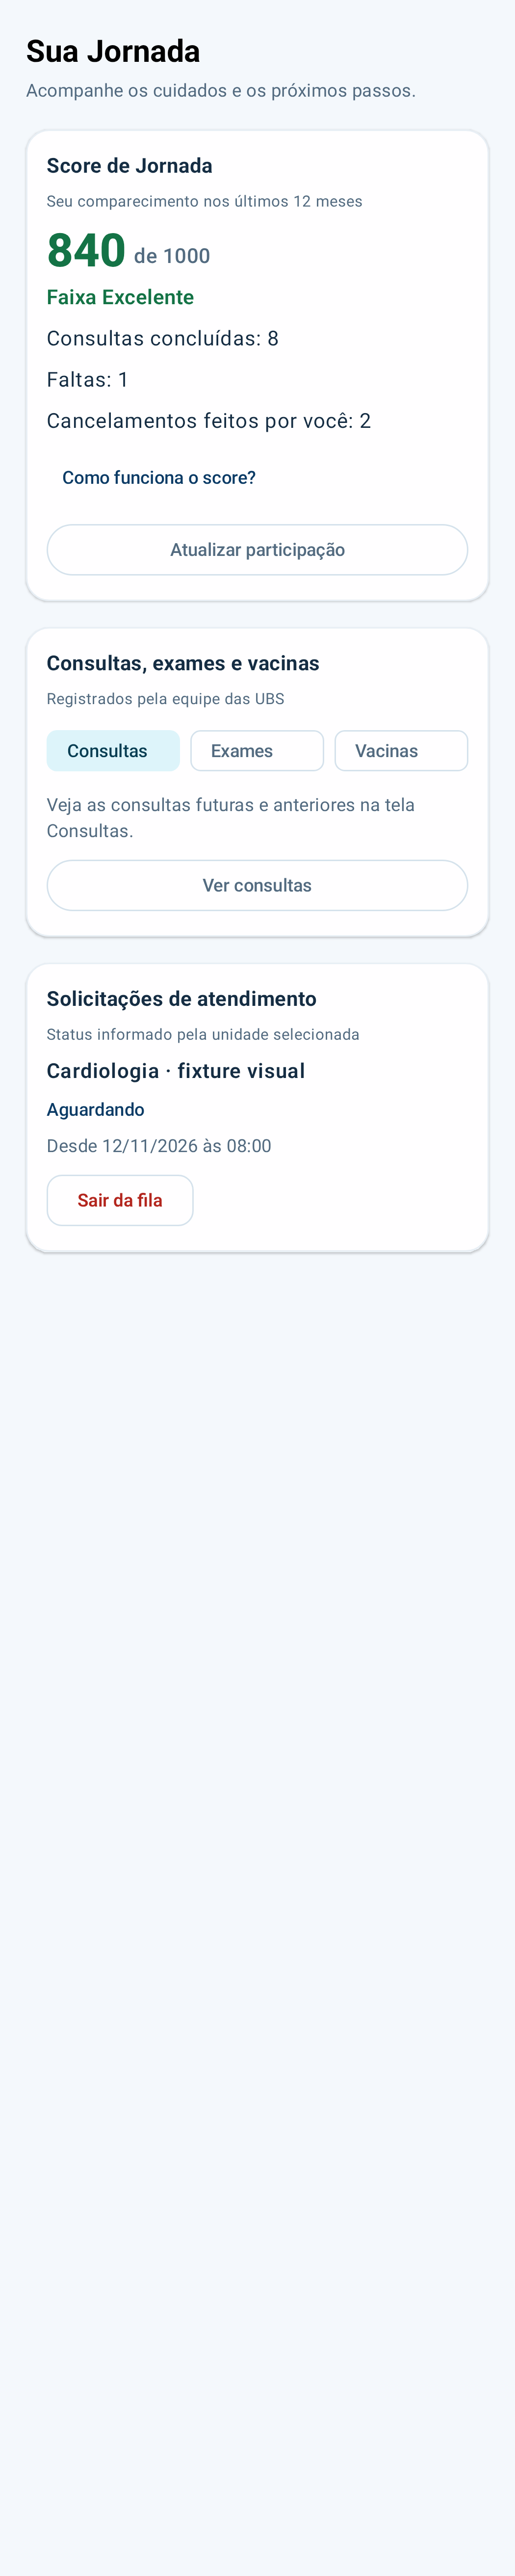 Sua Jornada
Acompanhe os cuidados e os próximos passos.
Score de Jornada
Seu comparecimento nos últimos 12 meses
840 de 1000
Faixa Excelente
Consultas concluídas: 8
Faltas: 1
Cancelamentos feitos por você: 2
Como funciona o score?
Atualizar participação
Consultas, exames e vacinas
Registrados pela equipe das UBS
Consultas Exames Vacinas
Veja as consultas futuras e anteriores na tela
Consultas.
Ver consultas
Solicitações de atendimento
Status informado pela unidade selecionada
Cardiologia · fixture visual
Aguardando
Desde 12/11/2026 às 08:00
Sair da fila